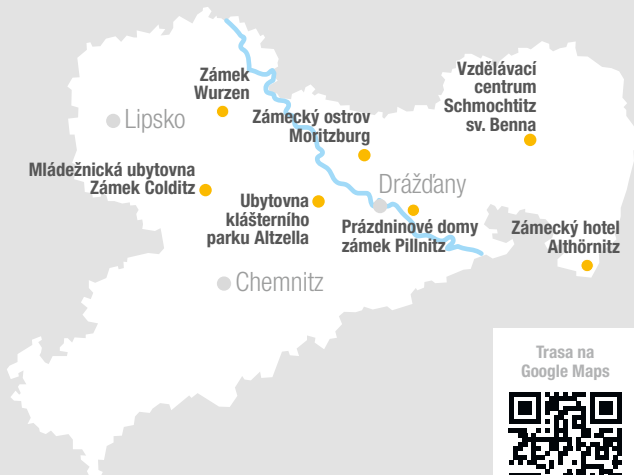 Zámek
Wurzen
Vzdělávací
centrum
Schmochtitz
sv. Benna
Lipsko
Zámecký ostrov
Moritzburg
Mládežnická ubytovna
Zámek Colditz
Drážďany
Ubytovna
klášterního
parku Altzella
Prázdninové domy
zámek Pillnitz
Zámecký hotel
Althörnitz
Chemnitz
Trasa na
Google Maps